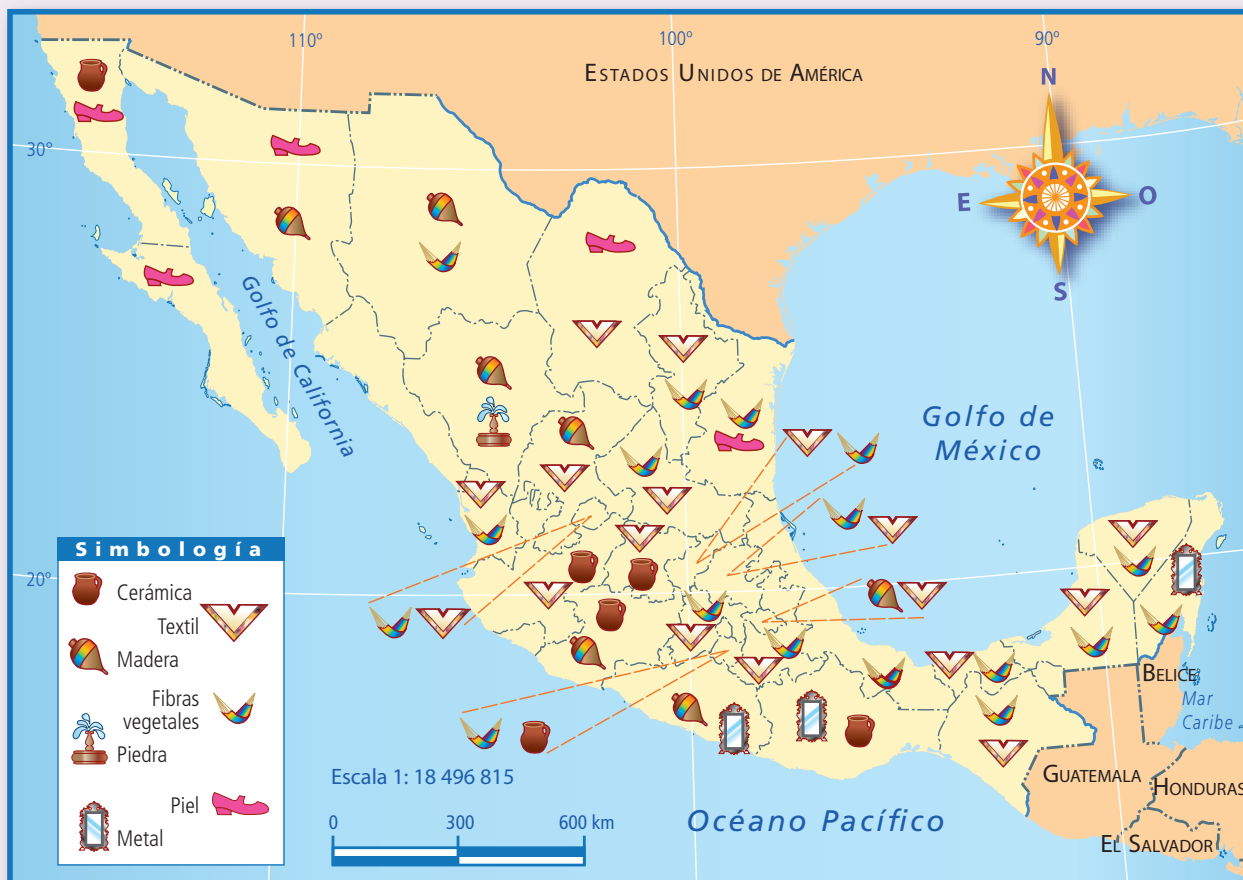 110º
100º
90º
ESTADOS UNIDOS DE AMÉRICA
N
30º
E
O
S
Golfo de California
Golfo de
México
Simbología
Cerámica
Textil
Madera
Fibras
vegetales
Piedra
Piel
Metal
20º
BELICE
Mar
Caribe
GUATEMALA
HONDURAS
EL SALVADOR
Escala 1: 18 496 815
0
300
600 km
Océano Pacífico